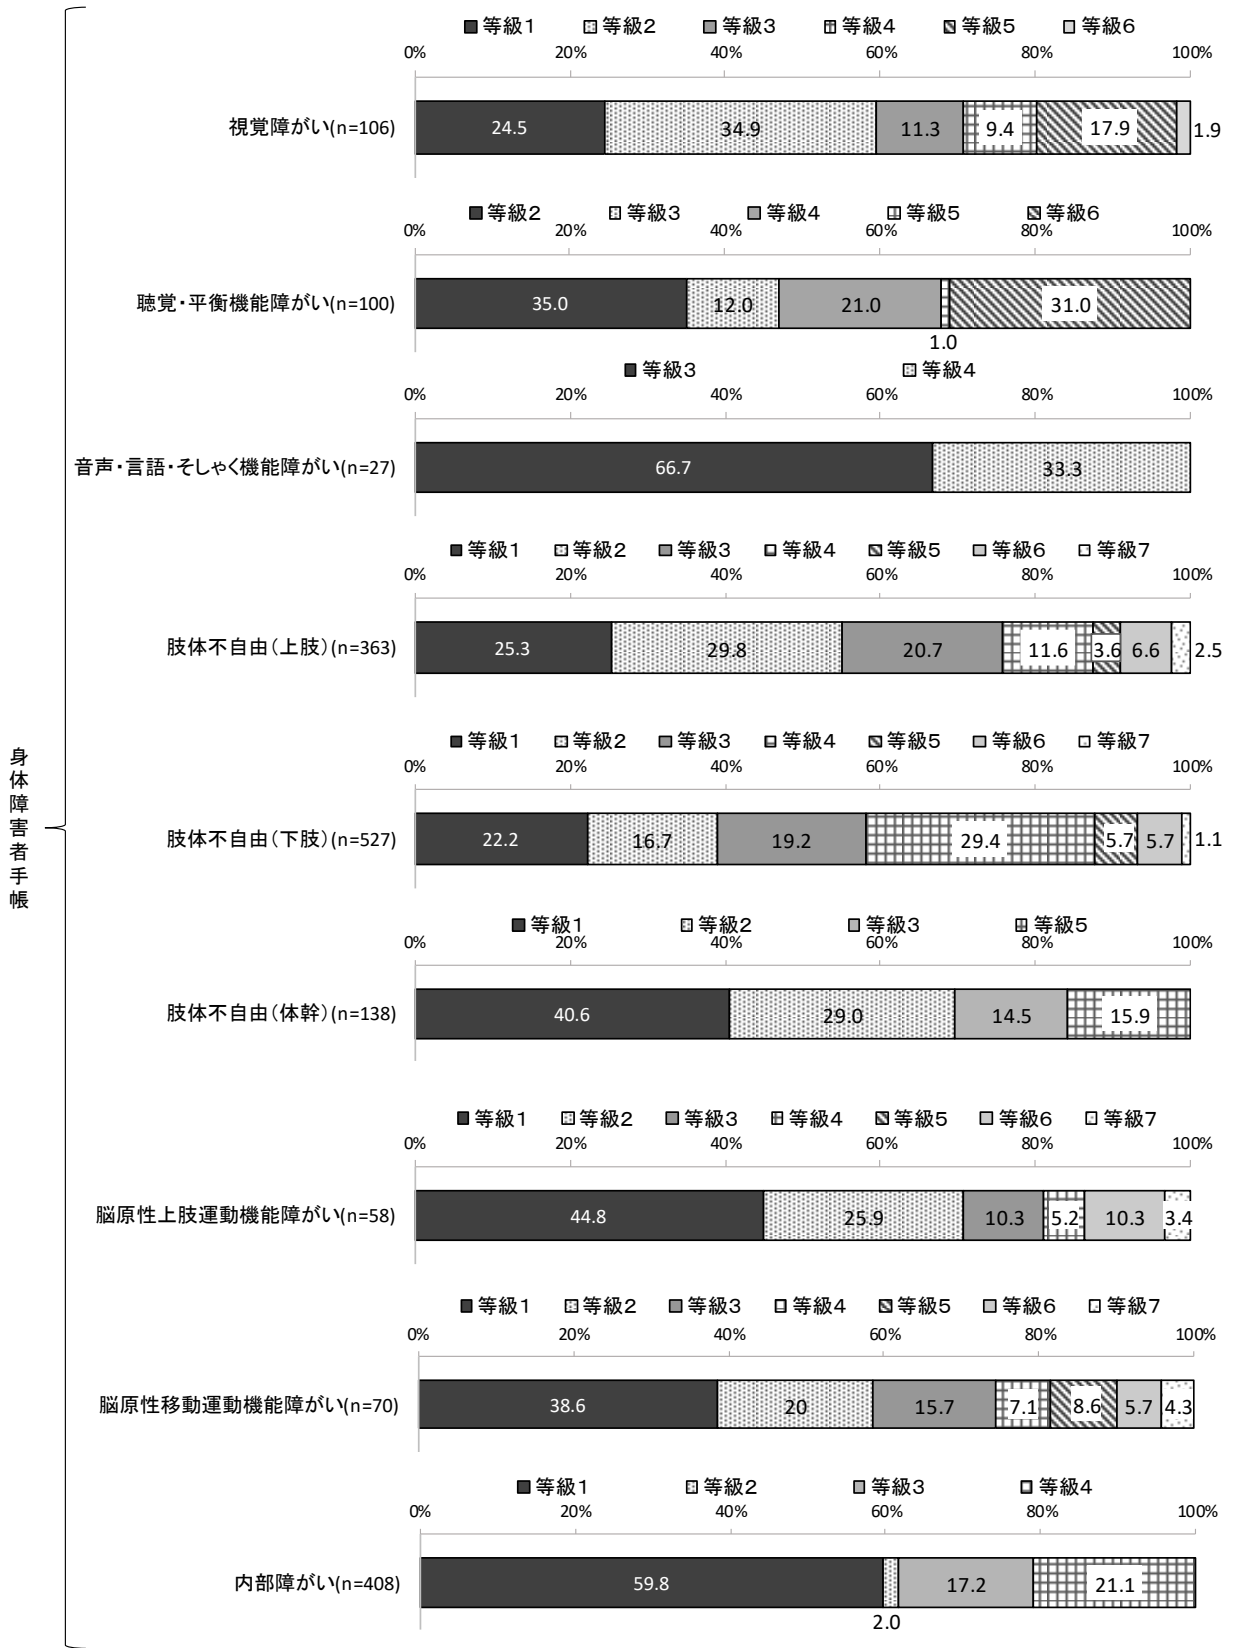 ■等級1 等級2 ■等級3 等級4 等級5 等級6
0% 20% 40% 60% 80% 100%
視覚障がい(n=106) 24.5 34.9 11.3 9.4 17.9 1.9
■等級2 等級3 等級4 等級5 等級6
0% 20% 40% 60% 80% 100%
聴覚・平衡機能障がい(n=100) 35.0 12.0 21.0 1.0 31.0
等級3 等級4
0% 20% 40% 60% 80% 100%
音声・言語・そしゃく機能障がい(n=27) 66.7 33.3
等級1 等級2 等級3 等級4 等級5 等級6 等級7
0% 20% 40% 60% 80% 100%
肢体不自由(上肢)(n=363) 25.3 29.8 20.7 11.6 3.6 6.6 2.5
等級1 等級2 等級3 等級4 等級5 等級6 等級7
0% 20% 40% 60% 80% 100%
肢体不自由(下肢)(n=527) 22.2 16.7 19.2 29.4 5.7 5.7 1.1
等級1 等級2 等級3 等級5
0% 20% 40% 60% 80% 100%
肢体不自由(体幹)(n=138) 40.6 29.0 14.5 15.9
等級1 等級2 等級3 等級4 等級5 等級6 等級7
0% 20% 40% 60% 80% 100%
脳原性上肢運動機能障がい(n=58) 44.8 25.9 10.3 5.2 10.3 3.4
等級1 等級2 等級3 等級4 等級5 等級6 等級7
0% 20% 40% 60% 80% 100%
脳原性移動運動機能障がい(n=70) 38.6 20 15.7 7.1 8.6 5.7 4.3
等級1 等級2 等級3 等級4
0% 20% 40% 60% 80% 100%
内部障がい(n=408) 59.8 2.0 17.2 21.1
身体障害者手帳